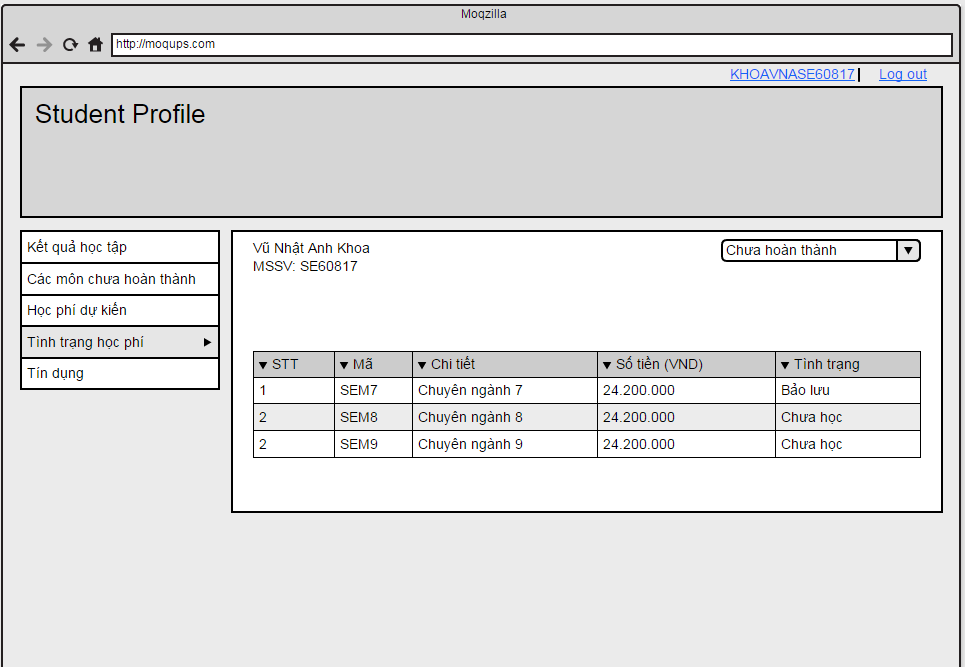 Moqzilla
http://moqups.com
KHOAVNASE60817 Log out
Student Profile
Kết quả học tập
Các môn chưa hoàn thành
Học phí dự kiến
Tình trạng học phí
Tín dụng
Vũ Nhật Anh Khoa
MSSV: SE60817
Chưa hoàn thành
STT Mã Chi tiết Số tiền (VND) Tình trạng
1 SEM7 Chuyên ngành 7 24.200.000 Bảo lưu
2 SEM8 Chuyên ngành 8 24.200.000 Chưa học
2 SEM9 Chuyên ngành 9 24.200.000 Chưa học